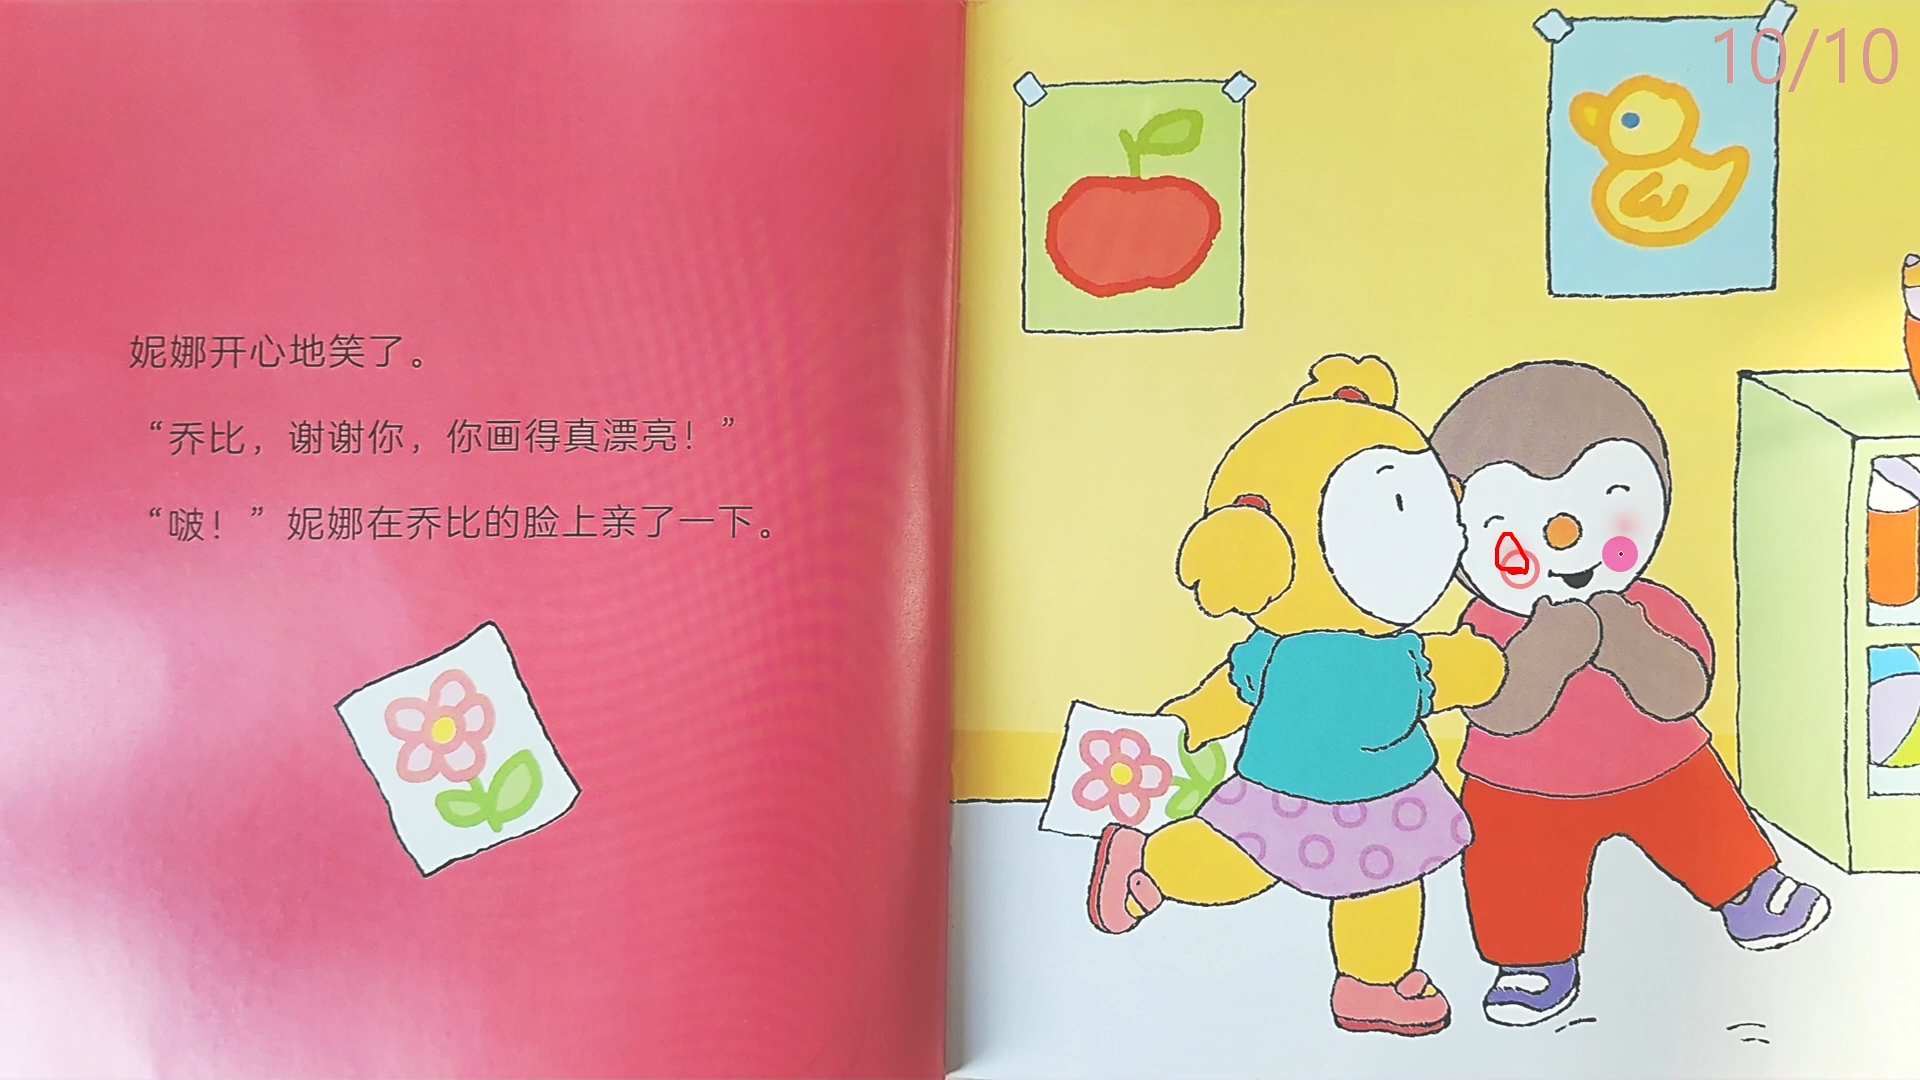 妮娜开心地笑了。
“乔比，谢谢你，你画得真漂亮！”
“啵！”妮娜在乔比的脸上亲了一下。
10/10